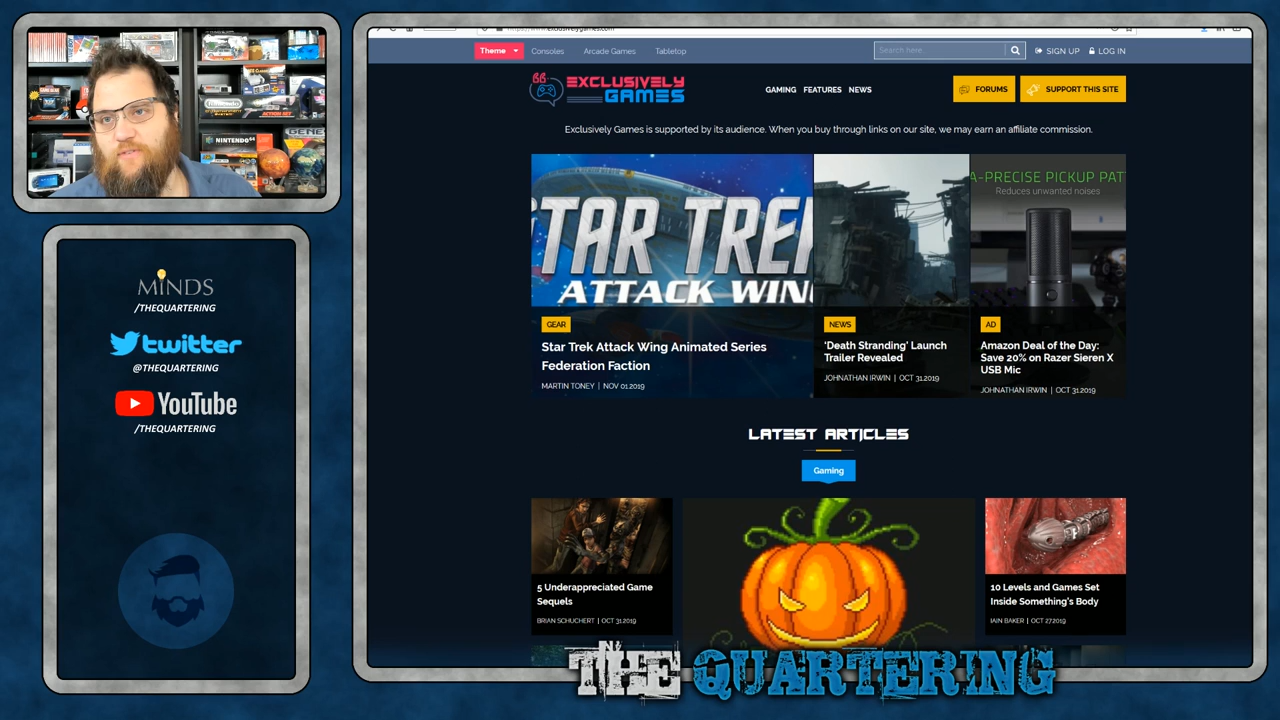 MINDS
/THEQUARTERING
twitter
@THEQUARTERING
YouTube
/THEQUARTERING
NINTENDO 64
Theme
Consoles
Arcade Games
Tabletop
Search here...
SIGN UP
LOG IN
EXCLUSIVELY
GAMES
GAMING FEATURES NEWS
FORUMS
SUPPORT THIS SITE
Exclusively Games is supported by its audience. When you buy through links on our site, we may earn an affiliate commission.
STAR TREK
ATTACK WING
GEAR
Star Trek Attack Wing Animated Series
Federation Faction
MARTIN TONEY | NOV 01.2019
NEWS
'Death Stranding' Launch
Trailer Revealed
JOHNATHAN IRWIN | OCT 31.2019
A-PRECISE PICKUP PAT
Reduces unwanted noises
AD
Amazon Deal of the Day:
Save 20% on Razer Sieren X
USB Mic
JOHNATHAN IRWIN | OCT 31.2019
LATEST ARTICLES
Gaming
5 Underappreciated Game
Sequels
BRIAN SCHUCHERT | OCT 31.2019
10 Levels and Games Set
Inside Something's Body
IAIN BAKER | OCT 27.2019
THE QUARTERING